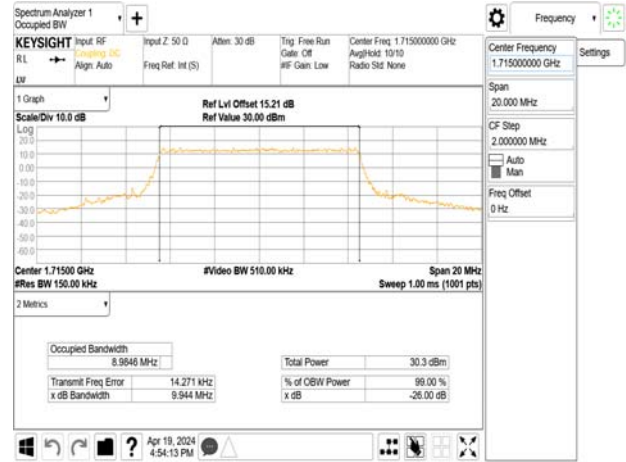 Spectrum Analyzer 1
Occupied BW
Frequency
KEYSIGHT
RL
Input: RF
Coupling: DC
Align: Auto
Input Z: 50 Ω
Freq Ref: Int (S)
Atten: 30 dB
Trig: Free Run
Gate: Off
#IF Gain: Low
Center Freq: 1.715000000 GHz
Avg|Hold: 10/10
Radio Std: None
Center Frequency
1.715000000 GHz
Settings
Span
20.000 MHz
CF Step
2.000000 MHz
Auto
Man
Freq Offset
0 Hz
1 Graph
Scale/Div 10.0 dB
Ref Lvl Offset 15.21 dB
Ref Value 30.00 dBm
Log
20.0
10.0
0.00
-10.0
-20.0
-30.0
-40.0
-50.0
-60.0
Center 1.71500 GHz
#Video BW 510.00 kHz
Span 20 MHz
#Res BW 150.00 kHz
Sweep 1.00 ms (1001 pts)
2 Metrics
Occupied Bandwidth
8.9846 MHz
Total Power 30.3 dBm
Transmit Freq Error 14.271 kHz
% of OBW Power 99.00 %
x dB Bandwidth 9.944 MHz
x dB -26.00 dB
?
Apr 19, 2024
4:54:13 PM